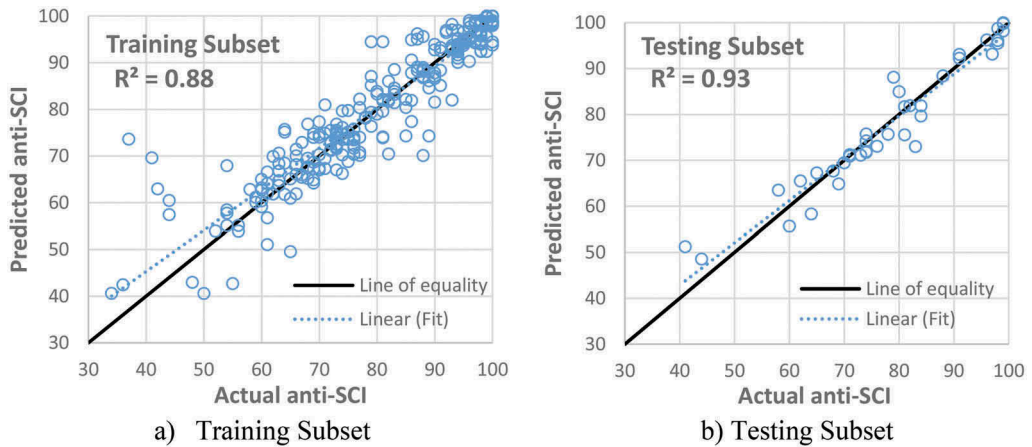 Training Subset
R² = 0.88
Predicted anti-SCI
100
90
80
70
60
50
40
30
Line of equality
Linear (Fit)
30 40 50 60 70 80 90 100
Actual anti-SCI
a) Training Subset
Testing Subset
R² = 0.93
Predicted anti-SCI
100
90
80
70
60
50
40
30
Line of equality
Linear (Fit)
30 40 50 60 70 80 90 100
Actual anti-SCI
b) Testing Subset